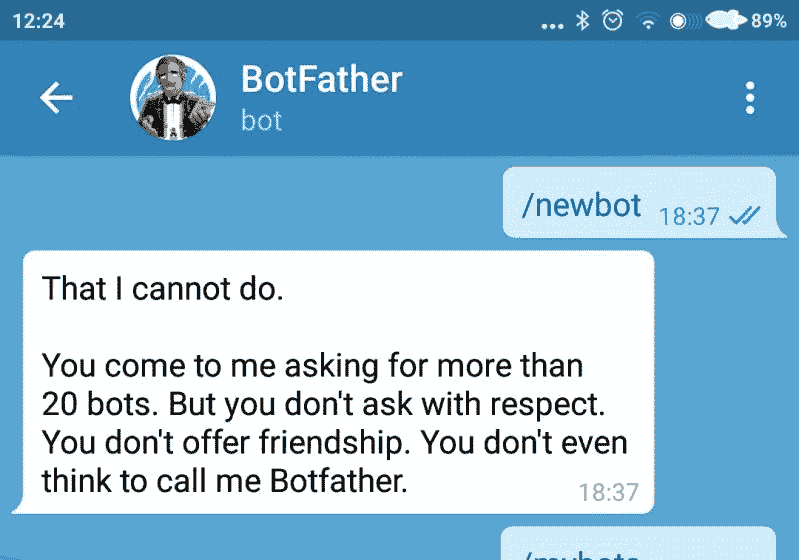 12:24
89%
BotFather
bot
/newbot 18:37
That I cannot do.
You come to me asking for more than
20 bots. But you don't ask with respect.
You don't offer friendship. You don't even
think to call me Botfather.
18:37